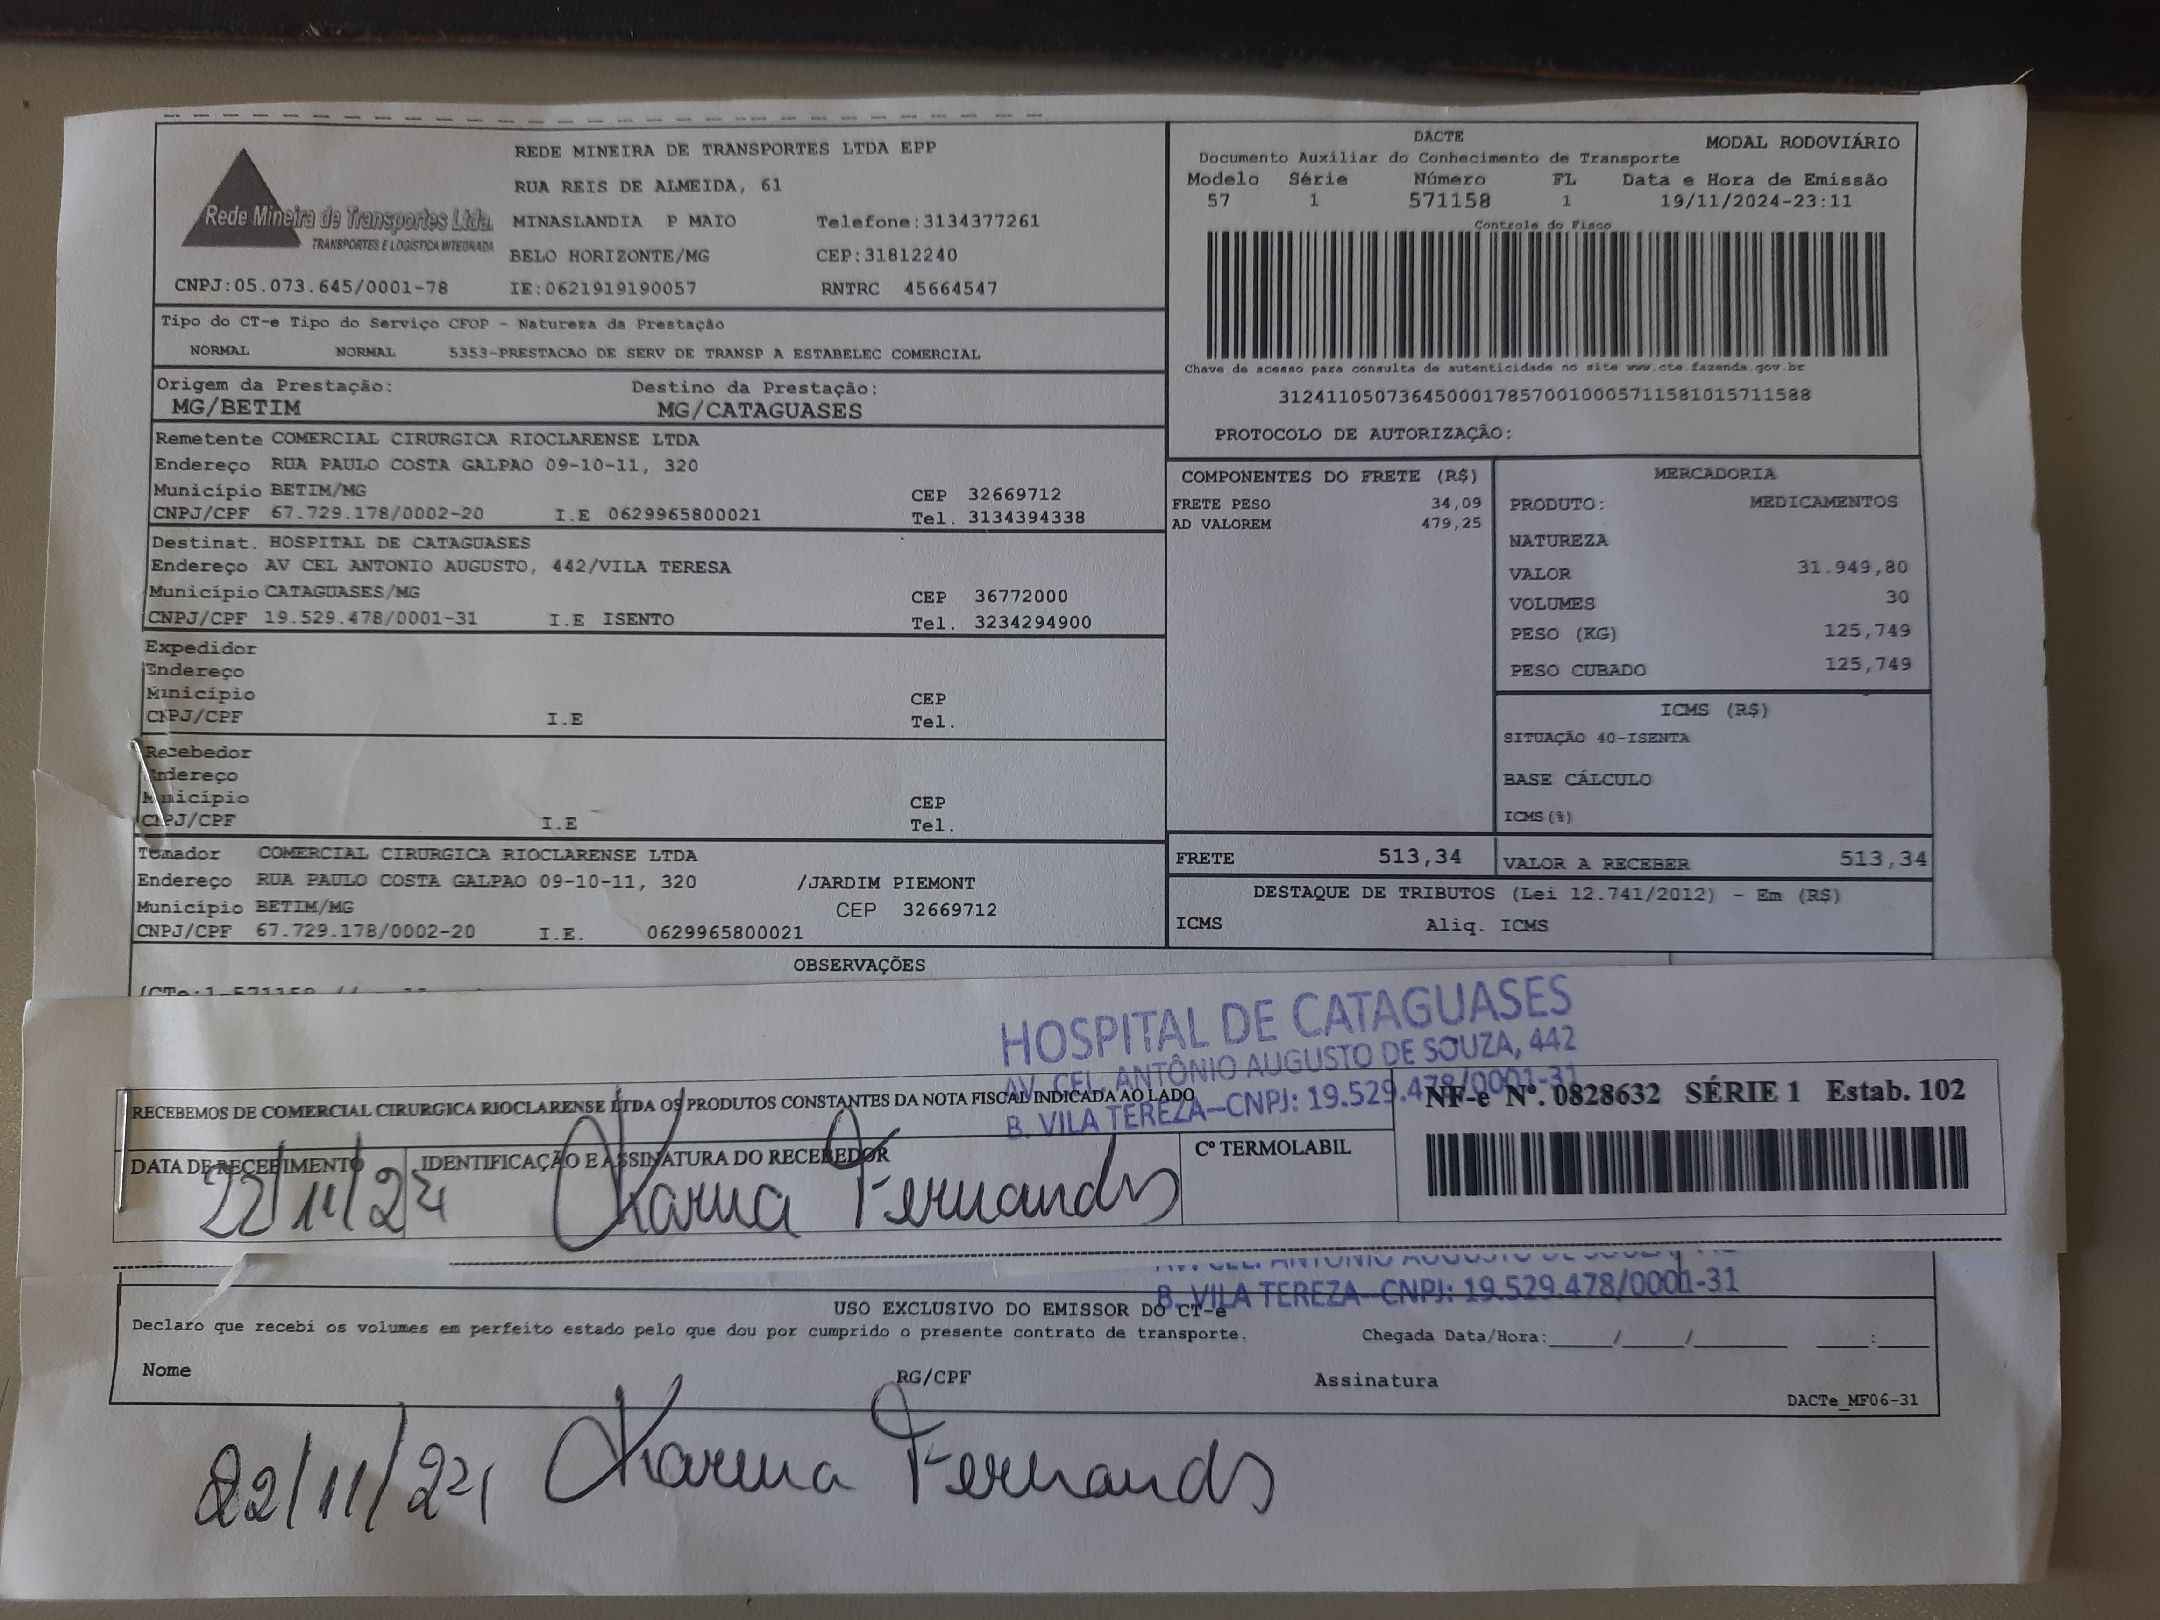 REDE MINEIRA DE TRANSPORTES LTDA EPP
RUA REIS DE ALMEIDA, 61
MINASLANDIA P MAIO Telefone:3134377261
BELO HORIZONTE/MG CEP:31812240
Rede Mineira de Transportes Ltda.
TRANSPORTES E LOGÍSTICA INTEGRADA
CNPJ:05.073.645/0001-78 IE:0621919190057 RNTRC 45664547
DACTE MODAL RODOVIÁRIO
Documento Auxiliar do Conhecimento de Transporte
Modelo Série Número FL Data e Hora de Emissão
57 1 571158 1 19/11/2024-23:11
Controle do Fisco
Chave de acesso para consulta de autenticidade no site www.cte.fazenda.gov.br
31241105073645000178570010005711581015711588
PROTOCOLO DE AUTORIZAÇÃO:
Tipo do CT-e Tipo do Serviço CFOP - Natureza da Prestação
NORMAL NORMAL 5353-PRESTACAO DE SERV DE TRANSP A ESTABELEC COMERCIAL
Origem da Prestação: Destino da Prestação:
MG/BETIM MG/CATAGUASES
Remetente COMERCIAL CIRURGICA RIOCLARENSE LTDA
Endereço RUA PAULO COSTA GALPAO 09-10-11, 320
Município BETIM/MG CEP 32669712
CNPJ/CPF 67.729.178/0002-20 I.E 0629965800021 Tel. 3134394338
Destinat. HOSPITAL DE CATAGUASES
Endereço AV CEL ANTONIO AUGUSTO, 442/VILA TERESA
Município CATAGUASES/MG CEP 36772000
CNPJ/CPF 19.529.478/0001-31 I.E ISENTO Tel. 3234294900
Expedidor
Endereço
Município CEP
CNPJ/CPF I.E Tel.
Recebedor
Endereço
Município CEP
CNPJ/CPF I.E Tel.
Tomador COMERCIAL CIRURGICA RIOCLARENSE LTDA
Endereço RUA PAULO COSTA GALPAO 09-10-11, 320 /JARDIM PIEMONT
Município BETIM/MG CEP 32669712
CNPJ/CPF 67.729.178/0002-20 I.E. 0629965800021
COMPONENTES DO FRETE (R$)
FRETE PESO 34,09
AD VALOREM 479,25
MERCADORIA
PRODUTO: MEDICAMENTOS
NATUREZA
VALOR 31.949,80
VOLUMES 30
PESO (KG) 125,749
PESO CUBADO 125,749
ICMS (R$)
SITUAÇÃO 40-ISENTA
BASE CÁLCULO
ICMS(%)
FRETE 513,34 VALOR A RECEBER 513,34
DESTAQUE DE TRIBUTOS (Lei 12.741/2012) - Em (R$)
ICMS Aliq. ICMS
OBSERVAÇÕES
HOSPITAL DE CATAGUASES
AV. CEL. ANTÔNIO AUGUSTO DE SOUZA, 442
B. VILA TEREZA-CNPJ: 19.529.478/0001-31
RECEBEMOS DE COMERCIAL CIRURGICA RIOCLARENSE LTDA OS PRODUTOS CONSTANTES DA NOTA FISCAL INDICADA AO LADO
NF-e Nº. 0828632 SÉRIE 1 Estab. 102
DATA DE RECEBIMENTO IDENTIFICAÇÃO E ASSINATURA DO RECEBEDOR Cº TERMOLABIL
22/11/24 Karina Fernandes
AV. CEL. ANTÔNIO AUGUSTO DE SOUZA,
B. VILA TEREZA-CNPJ: 19.529.478/0001-31
USO EXCLUSIVO DO EMISSOR DO CT-e
Declaro que recebi os volumes em perfeito estado pelo que dou por cumprido o presente contrato de transporte. Chegada Data/Hora:_____/_____/_______ ____:____
Nome RG/CPF Assinatura
DACTe_MF06-31
22/11/24 Karina Fernandes